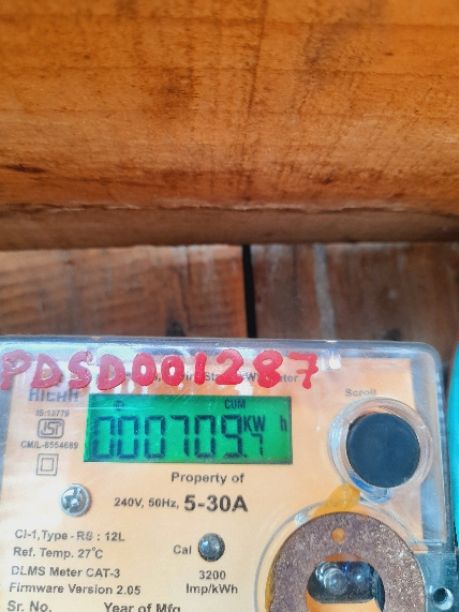 PDSD001287
Scroll
IS:13779
CM/L-6554689
CUM
000709.7 KW h
Property of
240V, 50Hz, 5-30A
Cl-1, Type - RS : 12L
Ref. Temp. 27°C
Cal
DLMS Meter CAT-3
3200
Firmware Version 2.05
Imp/kWh
Sr. No.
Year of Mfg